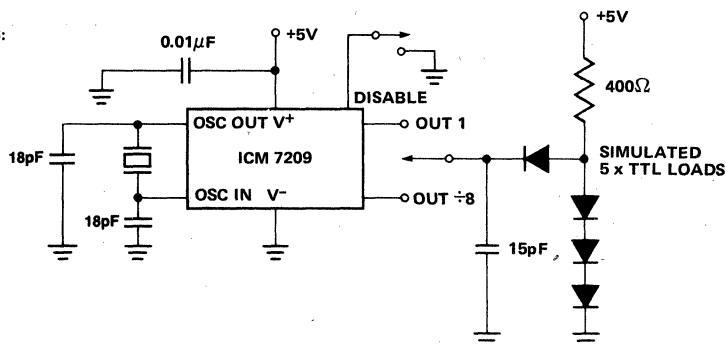 :
+5V
0.01μF
+5V
400Ω
DISABLE
OSC OUT V+
OUT 1
18pF
ICM 7209
SIMULATED
5 x TTL LOADS
OSC IN V−
OUT ÷8
18pF
15pF